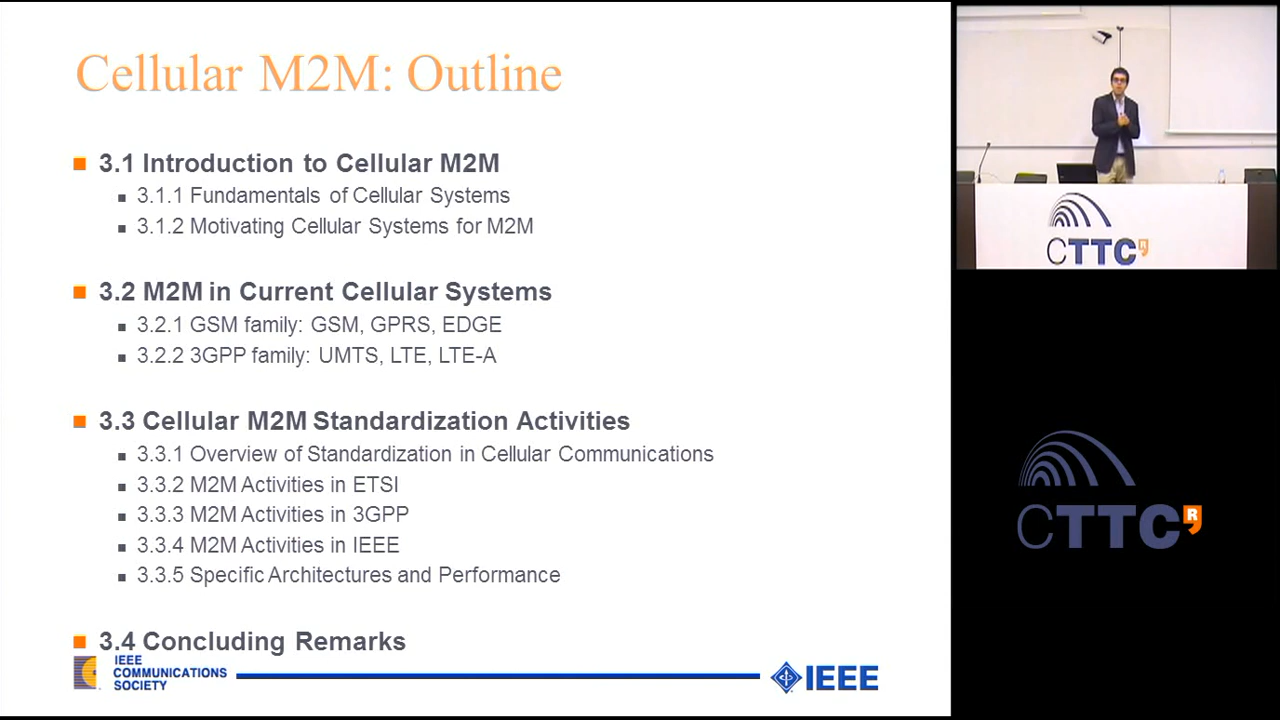 Cellular M2M: Outline
3.1 Introduction to Cellular M2M
3.1.1 Fundamentals of Cellular Systems
3.1.2 Motivating Cellular Systems for M2M
3.2 M2M in Current Cellular Systems
3.2.1 GSM family: GSM, GPRS, EDGE
3.2.2 3GPP family: UMTS, LTE, LTE-A
3.3 Cellular M2M Standardization Activities
3.3.1 Overview of Standardization in Cellular Communications
3.3.2 M2M Activities in ETSI
3.3.3 M2M Activities in 3GPP
3.3.4 M2M Activities in IEEE
3.3.5 Specific Architectures and Performance
3.4 Concluding Remarks
IEEE
COMMUNICATIONS
SOCIETY
IEEE
CTTC R
CTTC R